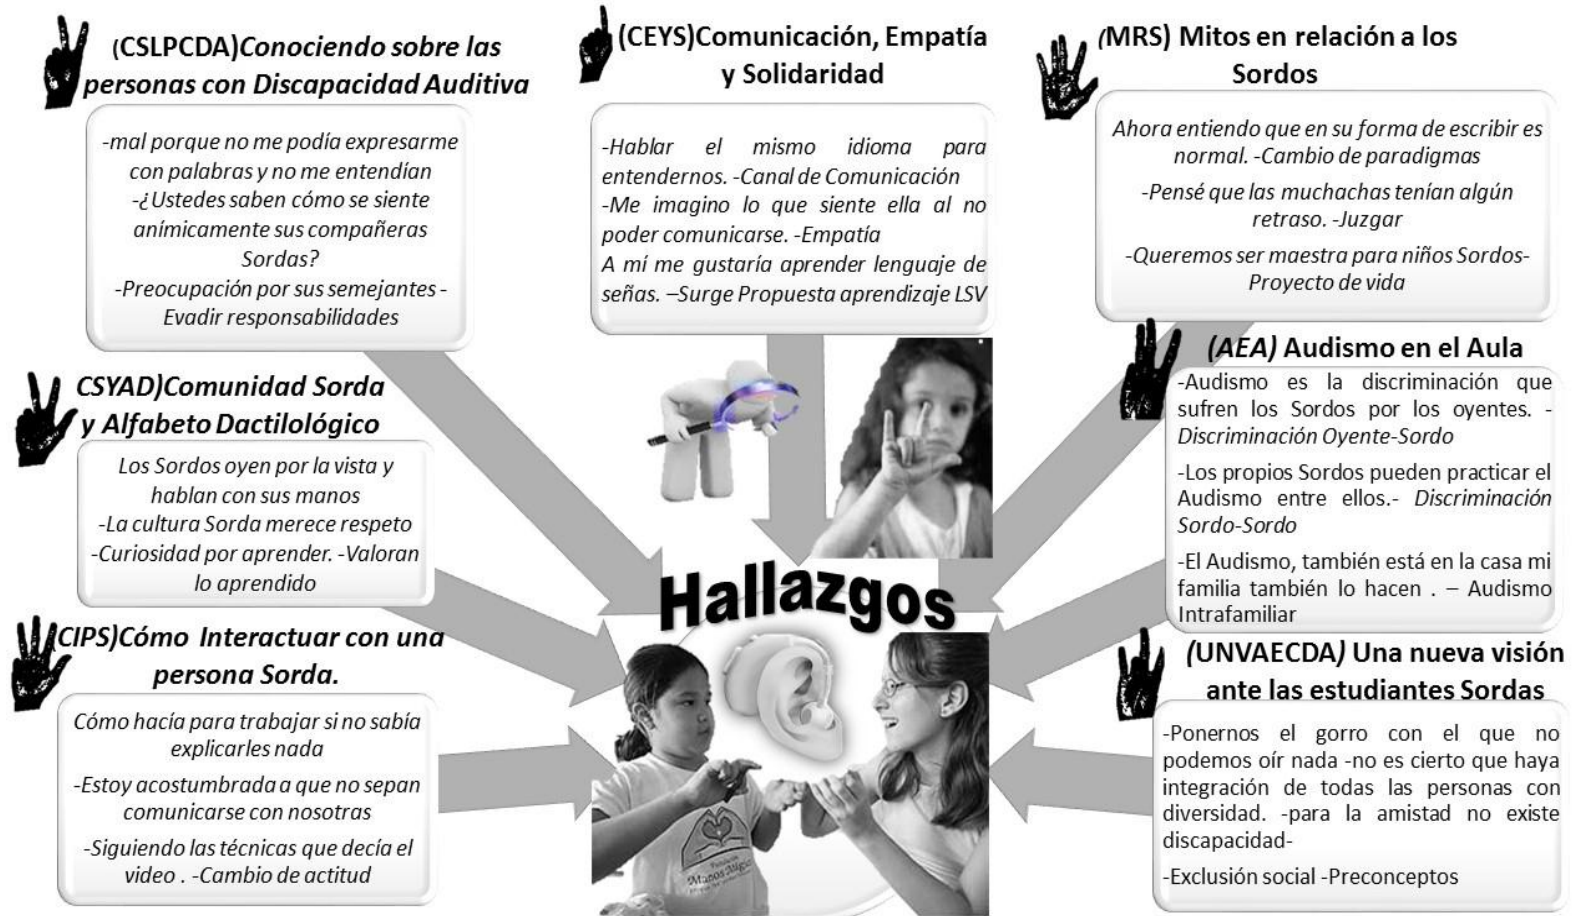 (CSLPCDA)Conociendo sobre las
personas con Discapacidad Auditiva
-mal porque no me podía expresarme
con palabras y no me entendían
-¿Ustedes saben cómo se siente
anímicamente sus compañeras
Sordas?
-Preocupación por sus semejantes -
Evadir responsabilidades
(CEYS)Comunicación, Empatía
y Solidaridad
-Hablar el mismo idioma para
entendernos. -Canal de Comunicación
-Me imagino lo que siente ella al no
poder comunicarse. -Empatía
A mí me gustaría aprender lenguaje de
señas. –Surge Propuesta aprendizaje LSV
(MRS) Mitos en relación a los
Sordos
Ahora entiendo que en su forma de escribir es
normal. -Cambio de paradigmas
-Pensé que las muchachas tenían algún
retraso. -Juzgar
-Queremos ser maestra para niños Sordos-
Proyecto de vida
CSYAD)Comunidad Sorda
y Alfabeto Dactilológico
Los Sordos oyen por la vista y
hablan con sus manos
-La cultura Sorda merece respeto
-Curiosidad por aprender. -Valoran
lo aprendido
(AEA) Audismo en el Aula
-Audismo es la discriminación que
sufren los Sordos por los oyentes. -
Discriminación Oyente-Sordo
-Los propios Sordos pueden practicar el
Audismo entre ellos.- Discriminación
Sordo-Sordo
-El Audismo, también está en la casa mi
familia también lo hacen . – Audismo
Intrafamiliar
CIPS)Cómo Interactuar con una
persona Sorda.
Cómo hacía para trabajar si no sabía
explicarles nada
-Estoy acostumbrada a que no sepan
comunicarse con nosotras
-Siguiendo las técnicas que decía el
video . -Cambio de actitud
(UNVAECDA) Una nueva visión
ante las estudiantes Sordas
-Ponernos el gorro con el que no
podemos oír nada -no es cierto que haya
integración de todas las personas con
diversidad. -para la amistad no existe
discapacidad-
-Exclusión social -Preconceptos
Hallazgos
Fundación
Manos